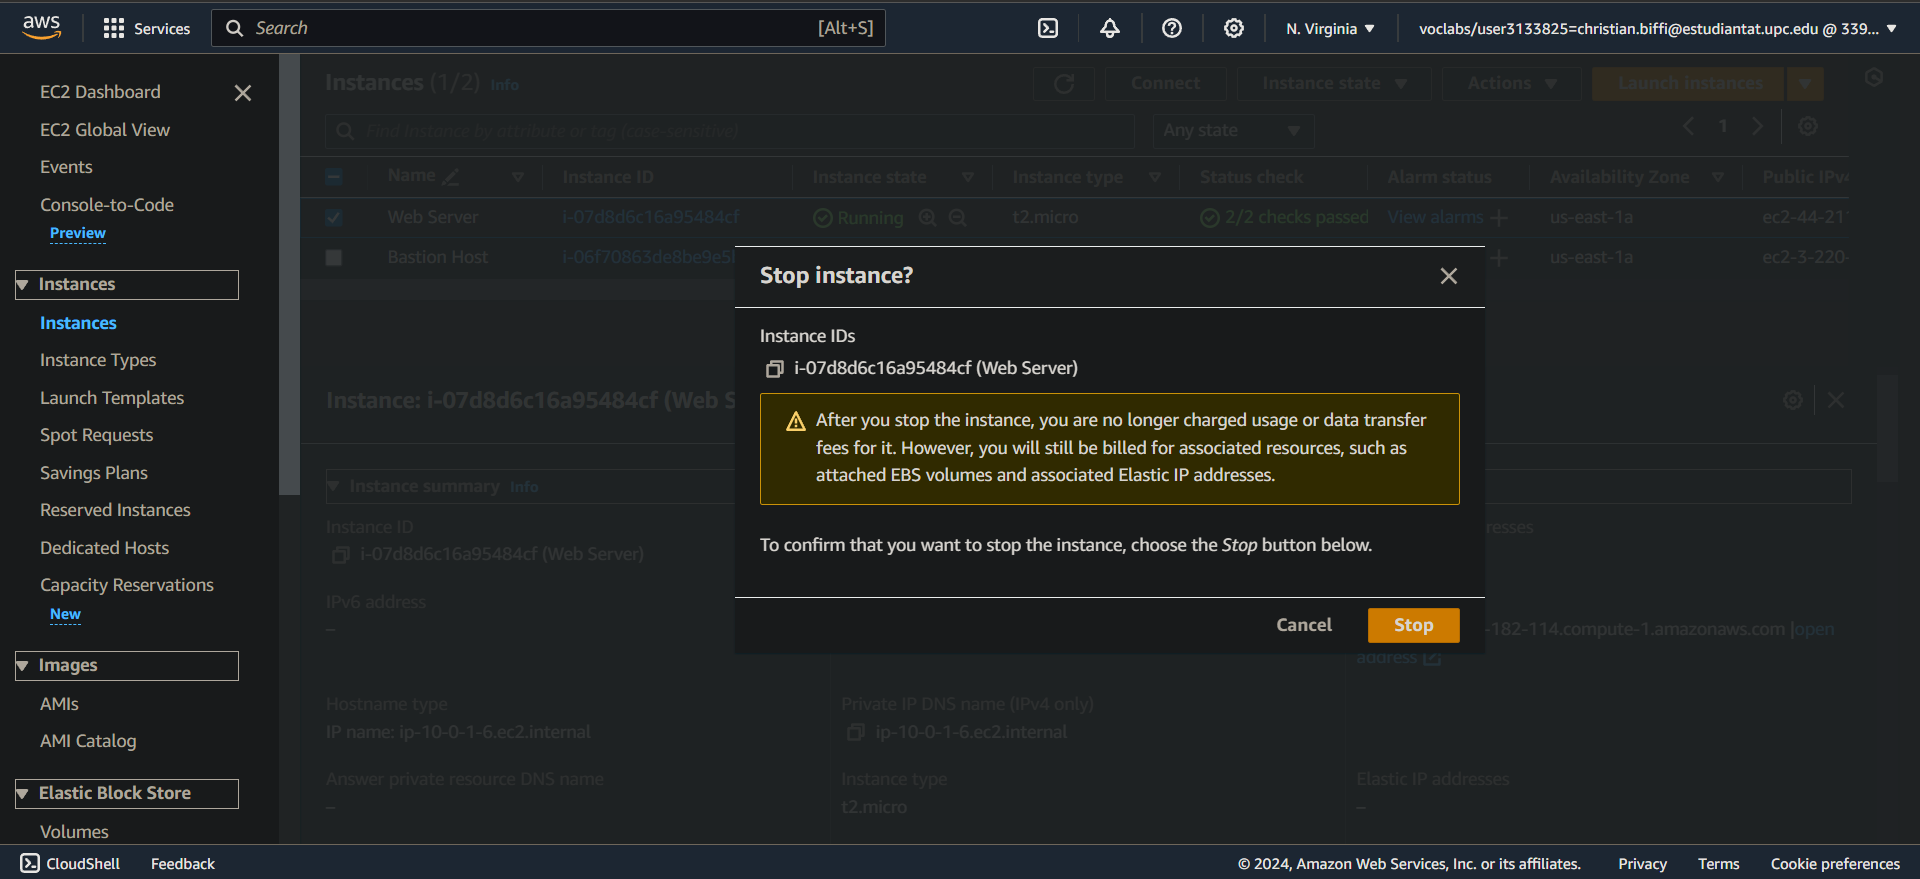 aws
Services
Search
[Alt+S]
N. Virginia
voclabs/user3133825=christian.biffi@estudiantat.upc.edu @ 339...
EC2 Dashboard
EC2 Global View
Events
Console-to-Code
Preview
Instances
Instances
Instance Types
Launch Templates
Spot Requests
Savings Plans
Reserved Instances
Dedicated Hosts
Capacity Reservations
New
Images
AMIs
AMI Catalog
Elastic Block Store
Volumes
Instances (1/2) Info
Connect
Instance state
Actions
Launch instances
Find Instance by attribute or tag (case-sensitive)
Any state
1
Name
Instance ID
Instance state
Instance type
Status check
Alarm status
Availability Zone
Public IPv4
Web Server
i-07d8d6c16a95484cf
Running
t2.micro
2/2 checks passed
View alarms
us-east-1a
ec2-44-21
Bastion Host
i-06f70863de8be9e5
us-east-1a
ec2-3-220-
Stop instance?
Instance IDs
i-07d8d6c16a95484cf (Web Server)
After you stop the instance, you are no longer charged usage or data transfer
fees for it. However, you will still be billed for associated resources, such as
attached EBS volumes and associated Elastic IP addresses.
To confirm that you want to stop the instance, choose the Stop button below.
Cancel
Stop
Instance: i-07d8d6c16a95484cf (Web S
Instance summary Info
Instance ID
i-07d8d6c16a95484cf (Web Server)
resses
IPv6 address
–
-182-114.compute-1.amazonaws.com |open
address
Hostname type
IP name: ip-10-0-1-6.ec2.internal
Private IP DNS name (IPv4 only)
ip-10-0-1-6.ec2.internal
Answer private resource DNS name
–
Instance type
t2.micro
Elastic IP addresses
–
CloudShell
Feedback
© 2024, Amazon Web Services, Inc. or its affiliates.
Privacy
Terms
Cookie preferences